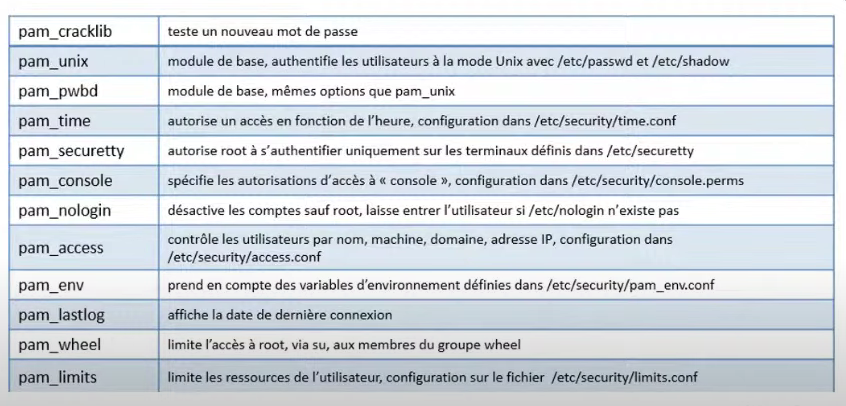 pam_cracklib teste un nouveau mot de passe
pam_unix module de base, authentifie les utilisateurs à la mode Unix avec /etc/passwd et /etc/shadow
pam_pwbd module de base, mêmes options que pam_unix
pam_time autorise un accès en fonction de l’heure, configuration dans /etc/security/time.conf
pam_securetty autorise root à s’authentifier uniquement sur les terminaux définis dans /etc/securetty
pam_console spécifie les autorisations d’accès à « console », configuration dans /etc/security/console.perms
pam_nologin désactive les comptes sauf root, laisse entrer l’utilisateur si /etc/nologin n’existe pas
pam_access contrôle les utilisateurs par nom, machine, domaine, adresse IP, configuration dans
/etc/security/access.conf
pam_env prend en compte des variables d’environnement définies dans /etc/security/pam_env.conf
pam_lastlog affiche la date de dernière connexion
pam_wheel limite l’accès à root, via su, aux membres du groupe wheel
pam_limits limite les ressources de l’utilisateur, configuration sur le fichier /etc/security/limits.conf